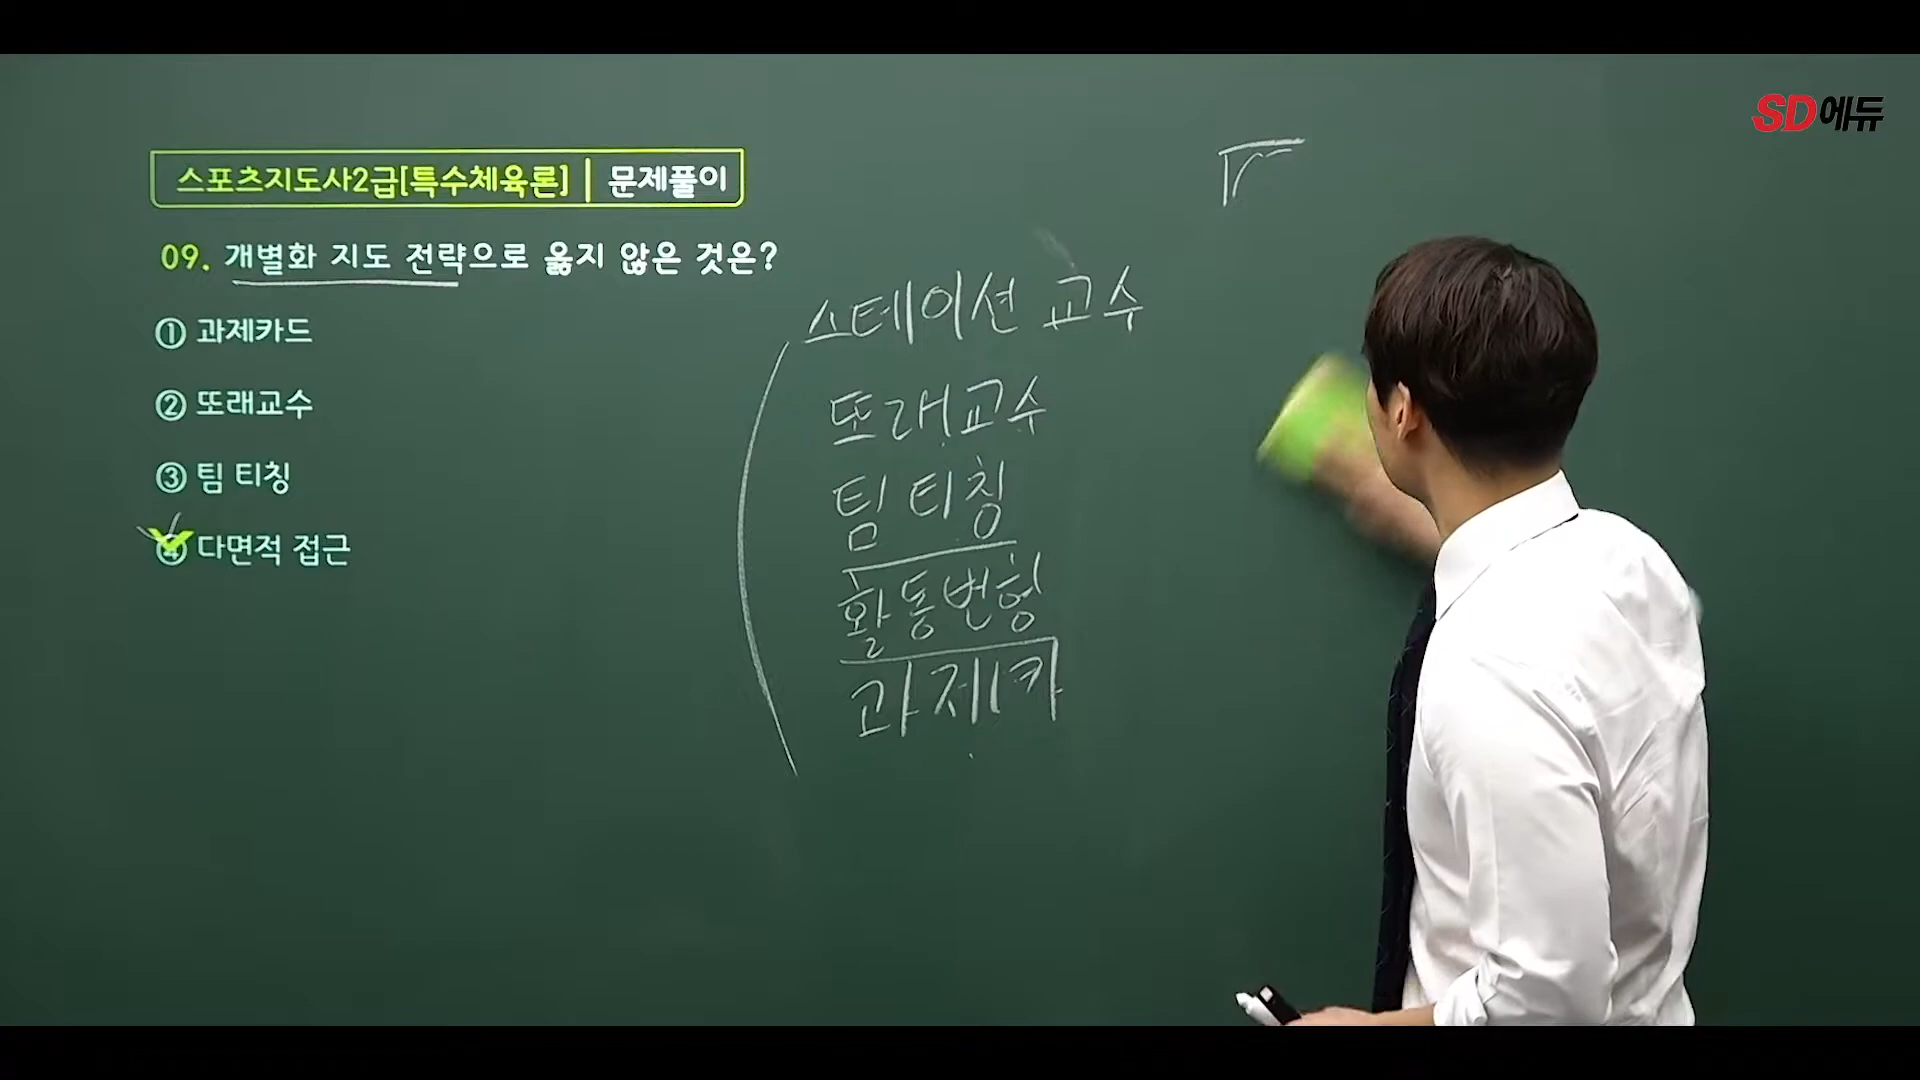 SD에듀
스포츠지도사2급[특수체육론] | 문제풀이
09. 개별화 지도 전략으로 옳지 않은 것은?
① 과제카드
② 또래교수
③ 팀 티칭
④ 다면적 접근
스테이션 교수
또래교수
팀 티칭
활동변형
과제카